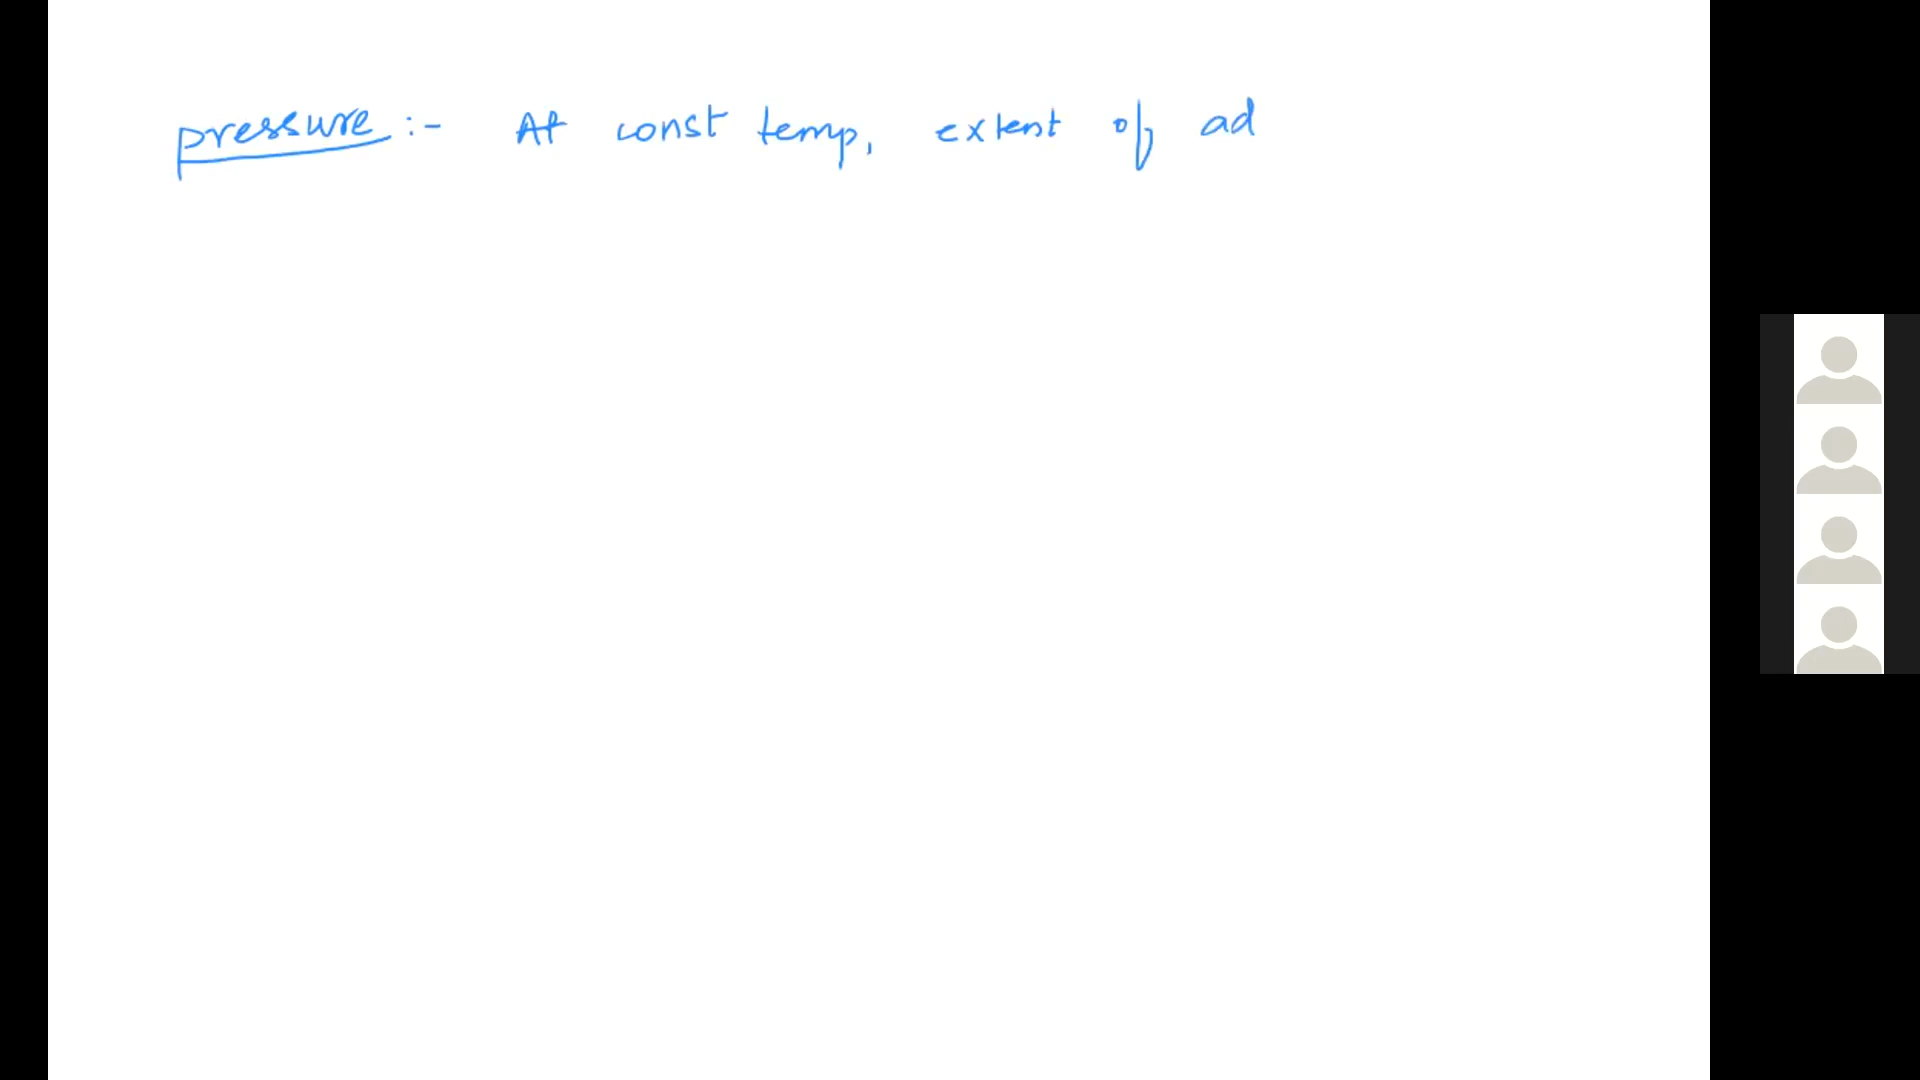 pressure :- At const temp, extent of ad